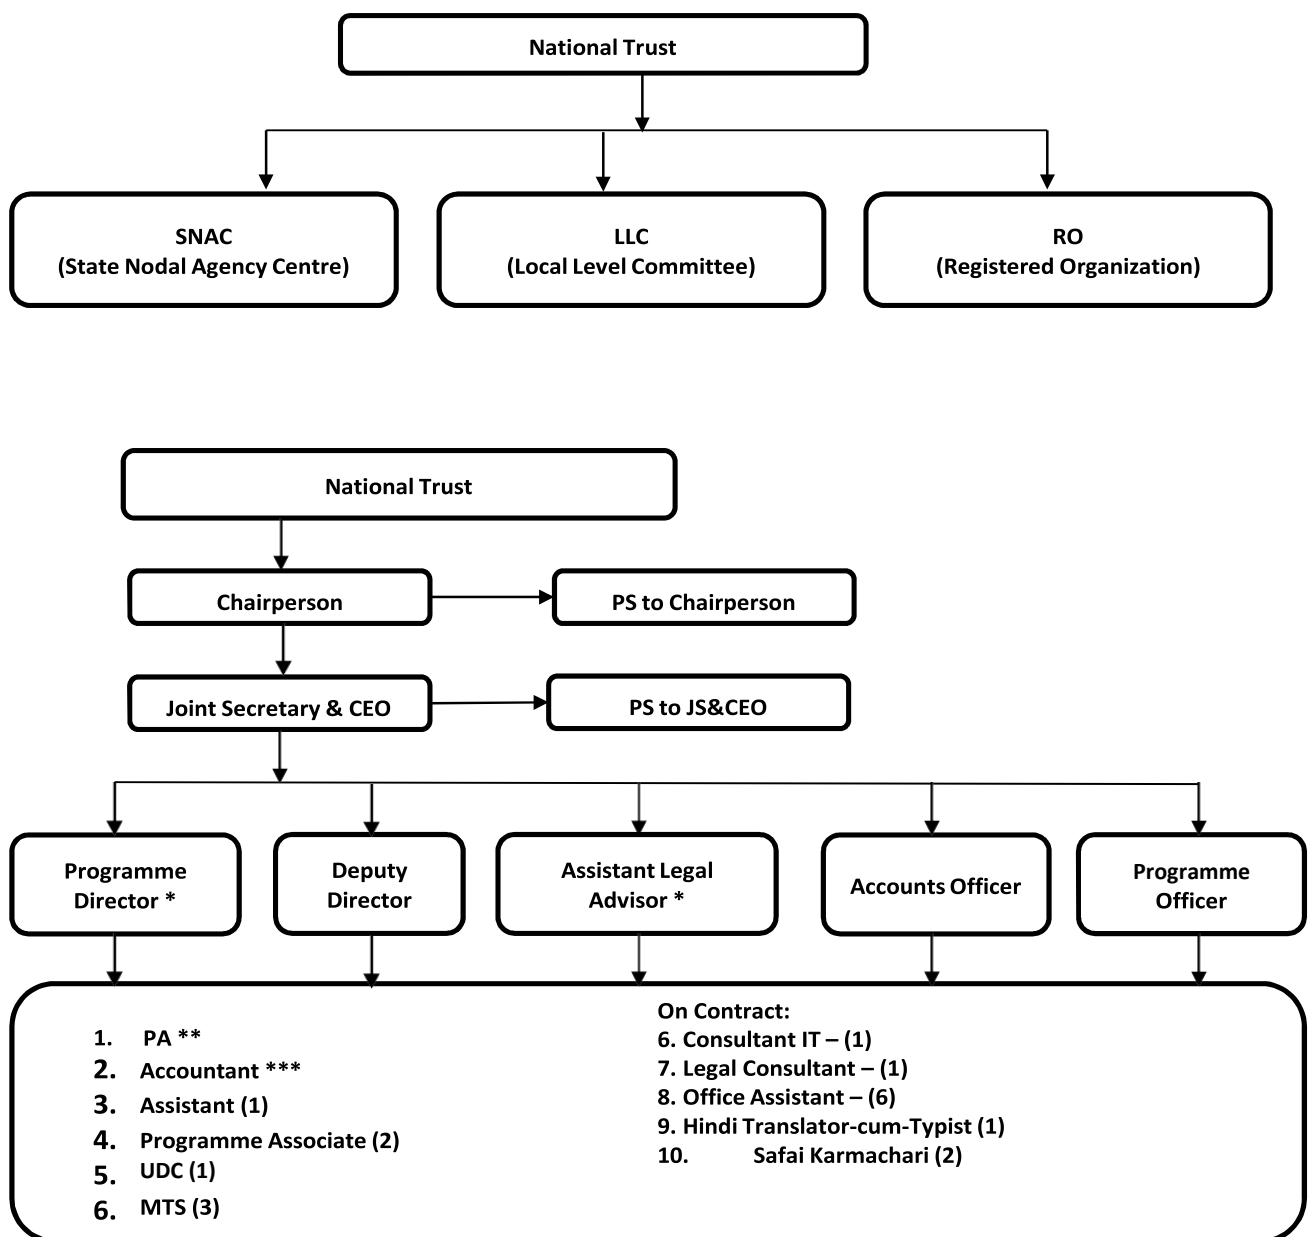 National Trust
SNAC
(State Nodal Agency Centre)
LLC
(Local Level Committee)
RO
(Registered Organization)
National Trust
Chairperson
PS to Chairperson
Joint Secretary & CEO
PS to JS&CEO
Programme
Director *
Deputy
Director
Assistant Legal
Advisor *
Accounts Officer
Programme
Officer
1. PA **
2. Accountant ***
3. Assistant (1)
4. Programme Associate (2)
5. UDC (1)
6. MTS (3)
On Contract:
6. Consultant IT – (1)
7. Legal Consultant – (1)
8. Office Assistant – (6)
9. Hindi Translator-cum-Typist (1)
10. Safai Karmachari (2)